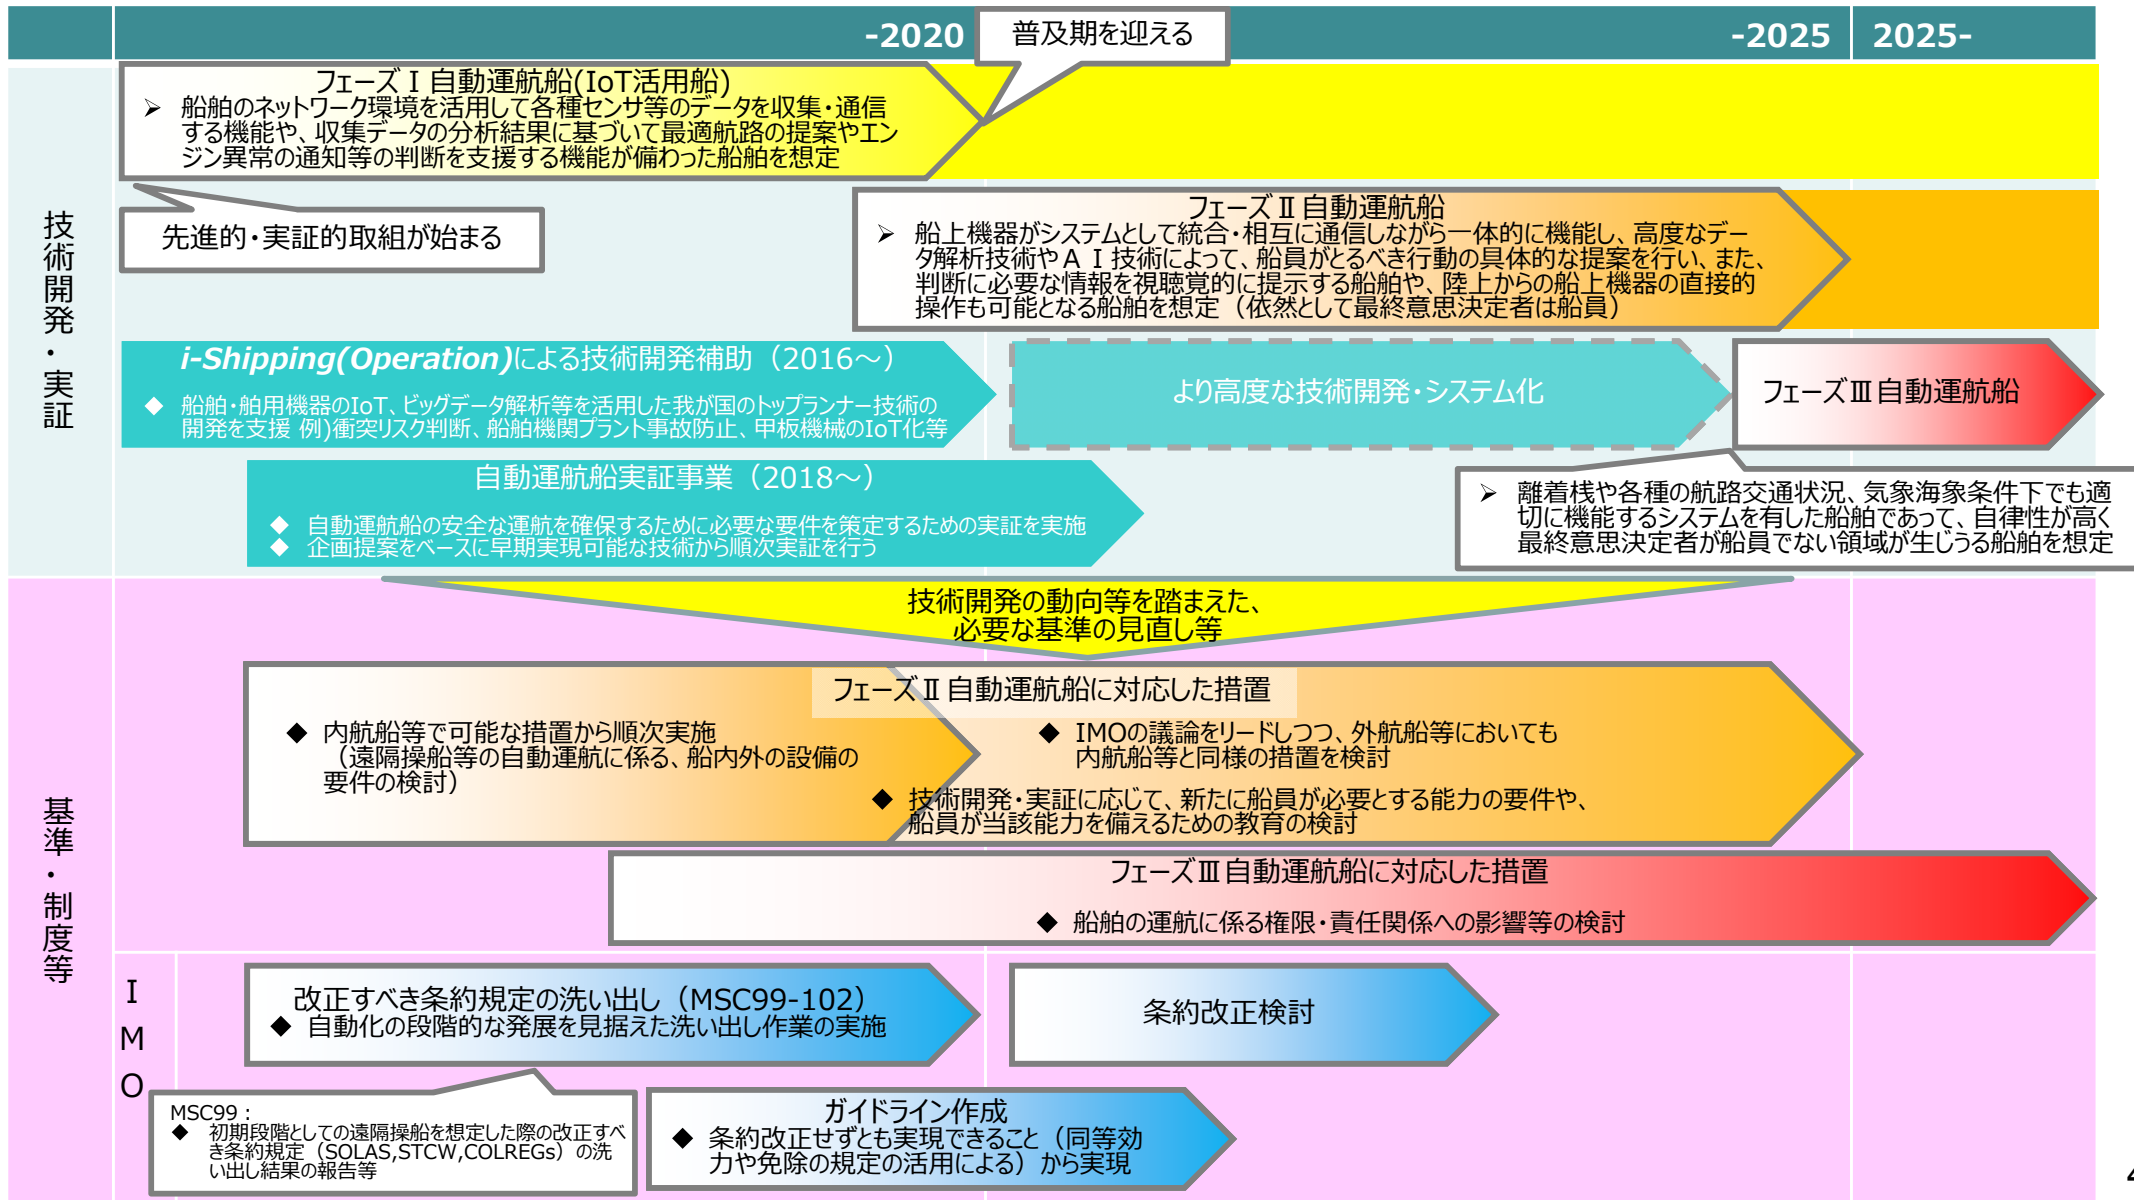 -2020
普及期を迎える
-2025
2025-
技術開発・実証
フェーズⅠ自動運航船(IoT活用船)
➢ 船舶のネットワーク環境を活用して各種センサ等のデータを収集・通信
する機能や、収集データの分析結果に基づいて最適航路の提案やエン
ジン異常の通知等の判断を支援する機能が備わった船舶を想定
先進的・実証的取組が始まる
フェーズⅡ自動運航船
➢ 船上機器がシステムとして統合・相互に通信しながら一体的に機能し、高度なデー
タ解析技術やAI技術によって、船員がとるべき行動の具体的な提案を行い、また、
判断に必要な情報を視聴覚的に提示する船舶や、陸上からの船上機器の直接的
操作も可能となる船舶を想定（依然として最終意思決定者は船員）
i-Shipping(Operation)による技術開発補助（2016～）
◆ 船舶・舶用機器のIoT、ビッグデータ解析等を活用した我が国のトップランナー技術の
開発を支援 例)衝突リスク判断、船舶機関プラント事故防止、甲板機械のIoT化等
より高度な技術開発・システム化
フェーズⅢ自動運航船
自動運航船実証事業（2018～）
◆ 自動運航船の安全な運航を確保するために必要な要件を策定するための実証を実施
◆ 企画提案をベースに早期実現可能な技術から順次実証を行う
➢ 離着桟や各種の航路交通状況、気象海象条件下でも適
切に機能するシステムを有した船舶であって、自律性が高く
最終意思決定者が船員でない領域が生じうる船舶を想定
基準・制度等
技術開発の動向等を踏まえた、
必要な基準の見直し等
フェーズⅡ自動運航船に対応した措置
◆ 内航船等で可能な措置から順次実施
（遠隔操船等の自動運航に係る、船内外の設備の
要件の検討）
◆ IMOの議論をリードしつつ、外航船等においても
内航船等と同様の措置を検討
◆ 技術開発・実証に応じて、新たに船員が必要とする能力の要件や、
船員が当該能力を備えるための教育の検討
フェーズⅢ自動運航船に対応した措置
◆ 船舶の運航に係る権限・責任関係への影響等の検討
IMO
改正すべき条約規定の洗い出し（MSC99-102）
◆ 自動化の段階的な発展を見据えた洗い出し作業の実施
条約改正検討
MSC99：
◆ 初期段階としての遠隔操船を想定した際の改正すべ
き条約規定（SOLAS,STCW,COLREGs）の洗
い出し結果の報告等
ガイドライン作成
◆ 条約改正せずとも実現できること（同等効
力や免除の規定の活用による）から実現